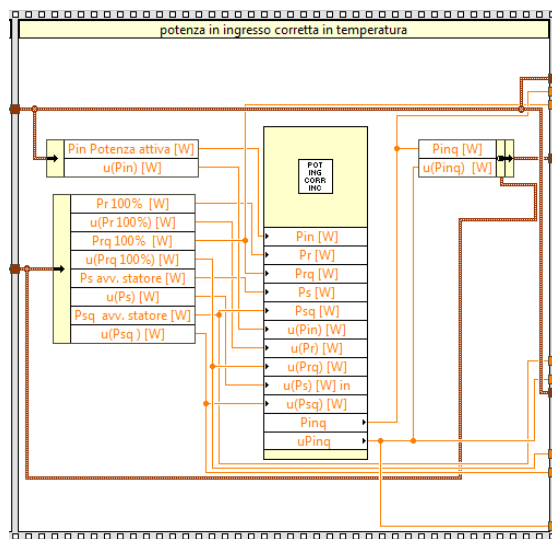 potenza in ingresso corretta in temperatura
Pin Potenza attiva [W]
u(Pin) [W]
Pr 100% [W]
u(Pr 100%) [W]
Prq 100% [W]
u(Prq 100%) [W]
Ps avv. statore [W]
u(Ps) [W]
Psq avv. statore [W]
u(Psq ) [W]
POT
ING
CORR
INC
Pin [W]
Pr [W]
Prq [W]
Ps [W]
Psq [W]
u(Pin) [W]
u(Pr) [W]
u(Prq) [W]
u(Ps) [W] in
u(Psq) [W]
Pinq
uPinq
Pinq [W]
u(Pinq) [W]